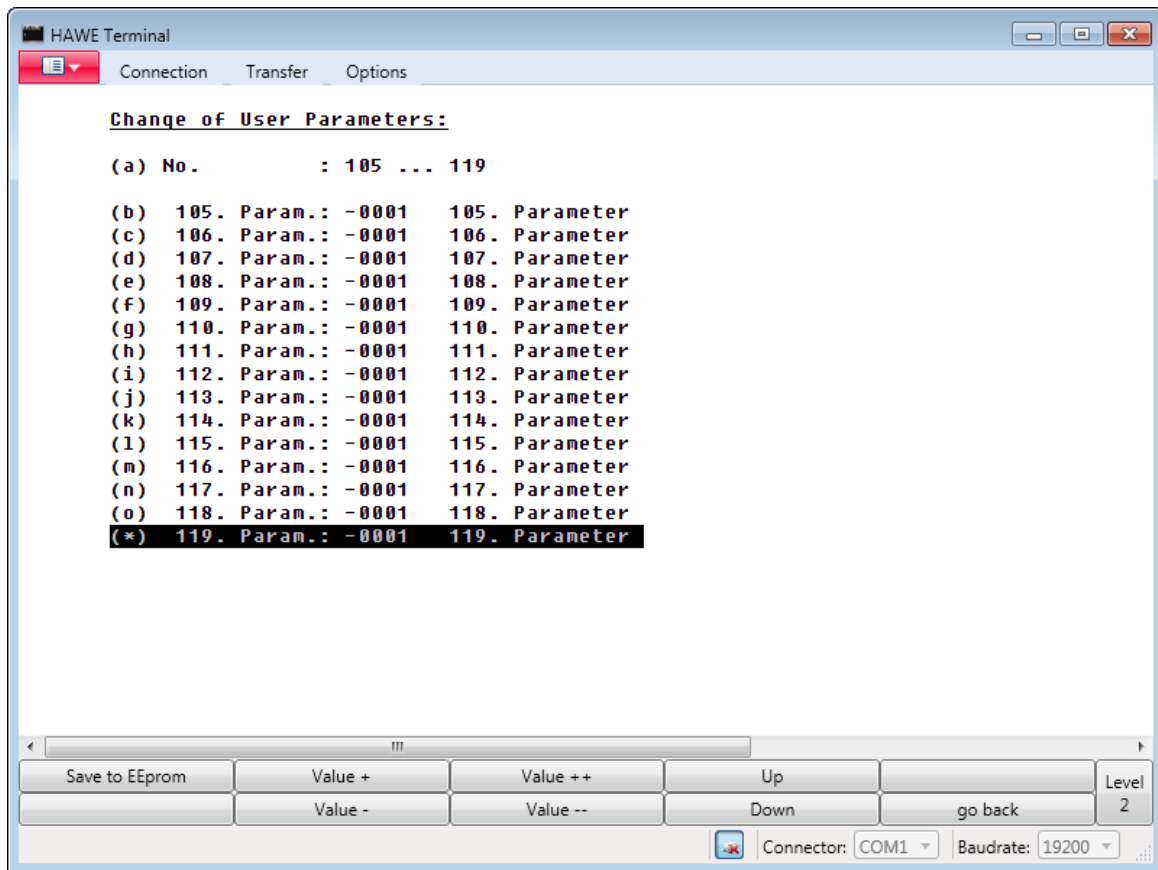 HAWE Terminal
Connection Transfer Options
Change of User Parameters:
(a) No. : 105 ... 119
(b) 105. Param.: -0001 105. Parameter
(c) 106. Param.: -0001 106. Parameter
(d) 107. Param.: -0001 107. Parameter
(e) 108. Param.: -0001 108. Parameter
(f) 109. Param.: -0001 109. Parameter
(g) 110. Param.: -0001 110. Parameter
(h) 111. Param.: -0001 111. Parameter
(i) 112. Param.: -0001 112. Parameter
(j) 113. Param.: -0001 113. Parameter
(k) 114. Param.: -0001 114. Parameter
(l) 115. Param.: -0001 115. Parameter
(m) 116. Param.: -0001 116. Parameter
(n) 117. Param.: -0001 117. Parameter
(o) 118. Param.: -0001 118. Parameter
(*) 119. Param.: -0001 119. Parameter
Save to EEprom Value + Value ++ Up Level
Value - Value -- Down go back 2
Connector: COM1 Baudrate: 19200